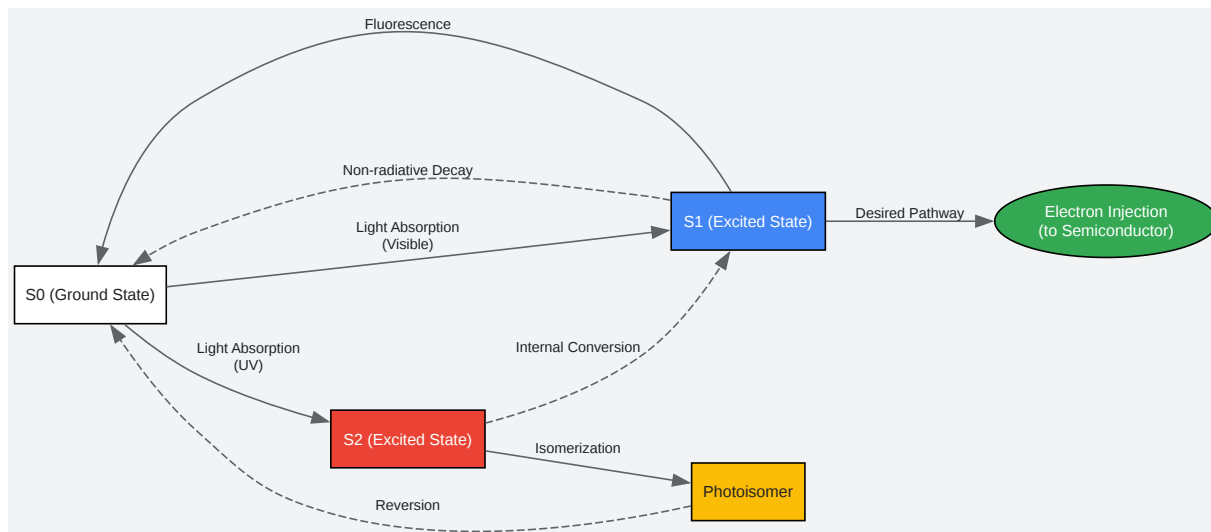 Fluorescence
Non-radiative Decay
Light Absorption
(Visible)
S1 (Excited State)
Desired Pathway
Electron Injection
(to Semiconductor)
S0 (Ground State)
Light Absorption
(UV)
Internal Conversion
S2 (Excited State)
Isomerization
Photoisomer
Reversion